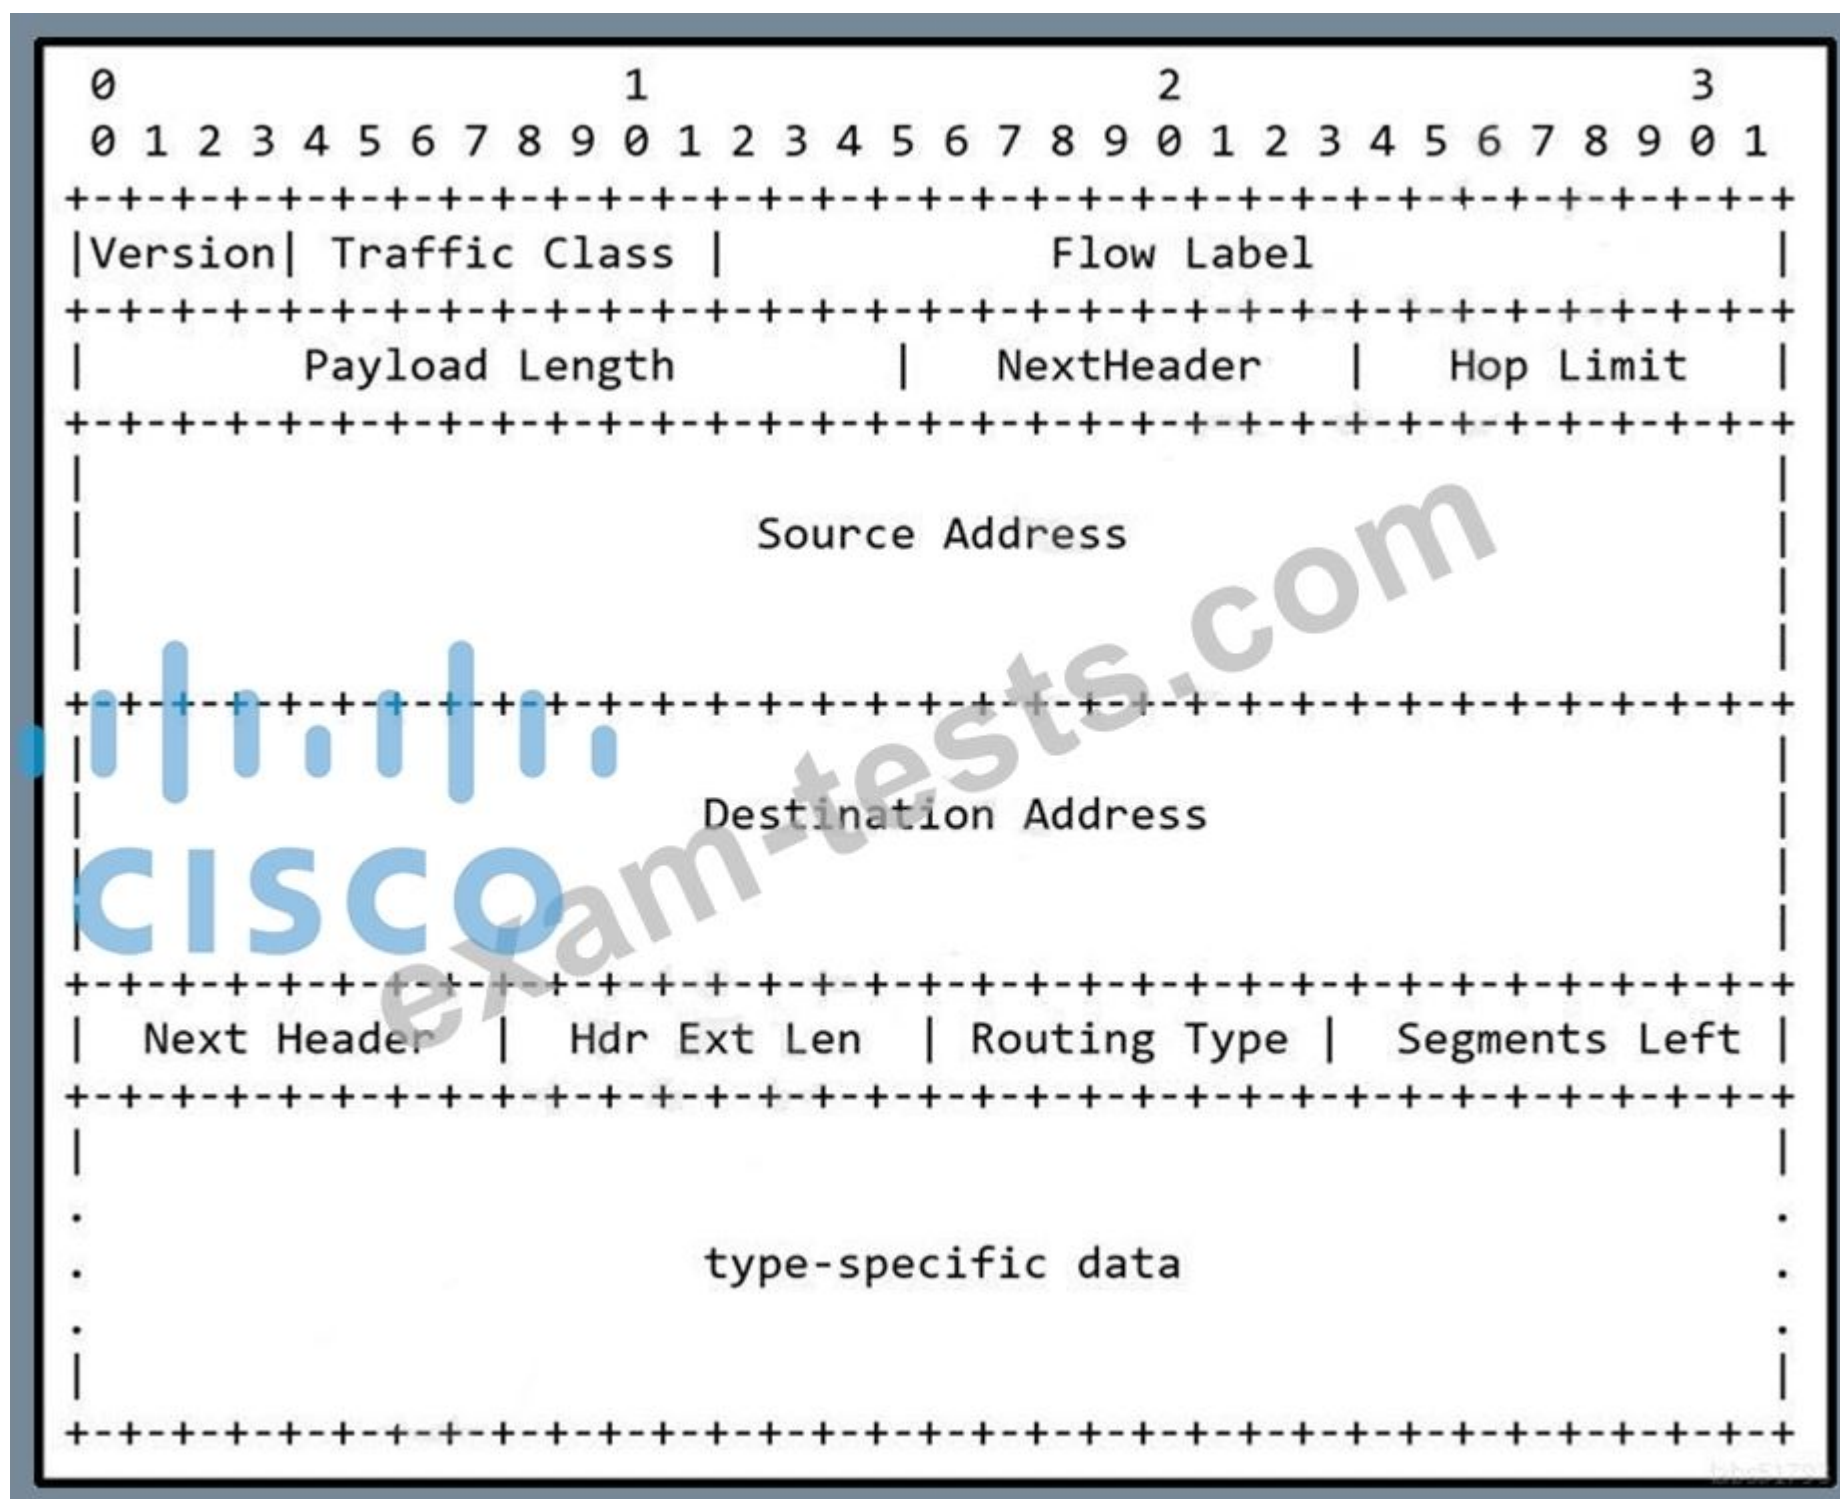 0 1 2 3
0 1 2 3 4 5 6 7 8 9 0 1 2 3 4 5 6 7 8 9 0 1 2 3 4 5 6 7 8 9 0 1
+-+-+-+-+-+-+-+-+-+-+-+-+-+-+-+-+-+-+-+-+-+-+-+-+-+-+-+-+-+-+-+-+
|Version| Traffic Class | Flow Label |
+-+-+-+-+-+-+-+-+-+-+-+-+-+-+-+-+-+-+-+-+-+-+-+-+-+-+-+-+-+-+-+-+
| Payload Length | NextHeader | Hop Limit |
+-+-+-+-+-+-+-+-+-+-+-+-+-+-+-+-+-+-+-+-+-+-+-+-+-+-+-+-+-+-+-+-+
| |
| Source Address |
| |
| |
+-+-+-+-+-+-+-+-+-+-+-+-+-+-+-+-+-+-+-+-+-+-+-+-+-+-+-+-+-+-+-+-+
| |
| Destination Address |
| |
| |
+-+-+-+-+-+-+-+-+-+-+-+-+-+-+-+-+-+-+-+-+-+-+-+-+-+-+-+-+-+-+-+-+
| Next Header | Hdr Ext Len | Routing Type | Segments Left |
+-+-+-+-+-+-+-+-+-+-+-+-+-+-+-+-+-+-+-+-+-+-+-+-+-+-+-+-+-+-+-+-+
| |
. .
. type-specific data .
. .
| |
+-+-+-+-+-+-+-+-+-+-+-+-+-+-+-+-+-+-+-+-+-+-+-+-+-+-+-+-+-+-+-+-+
CISCO
exam-tests.com